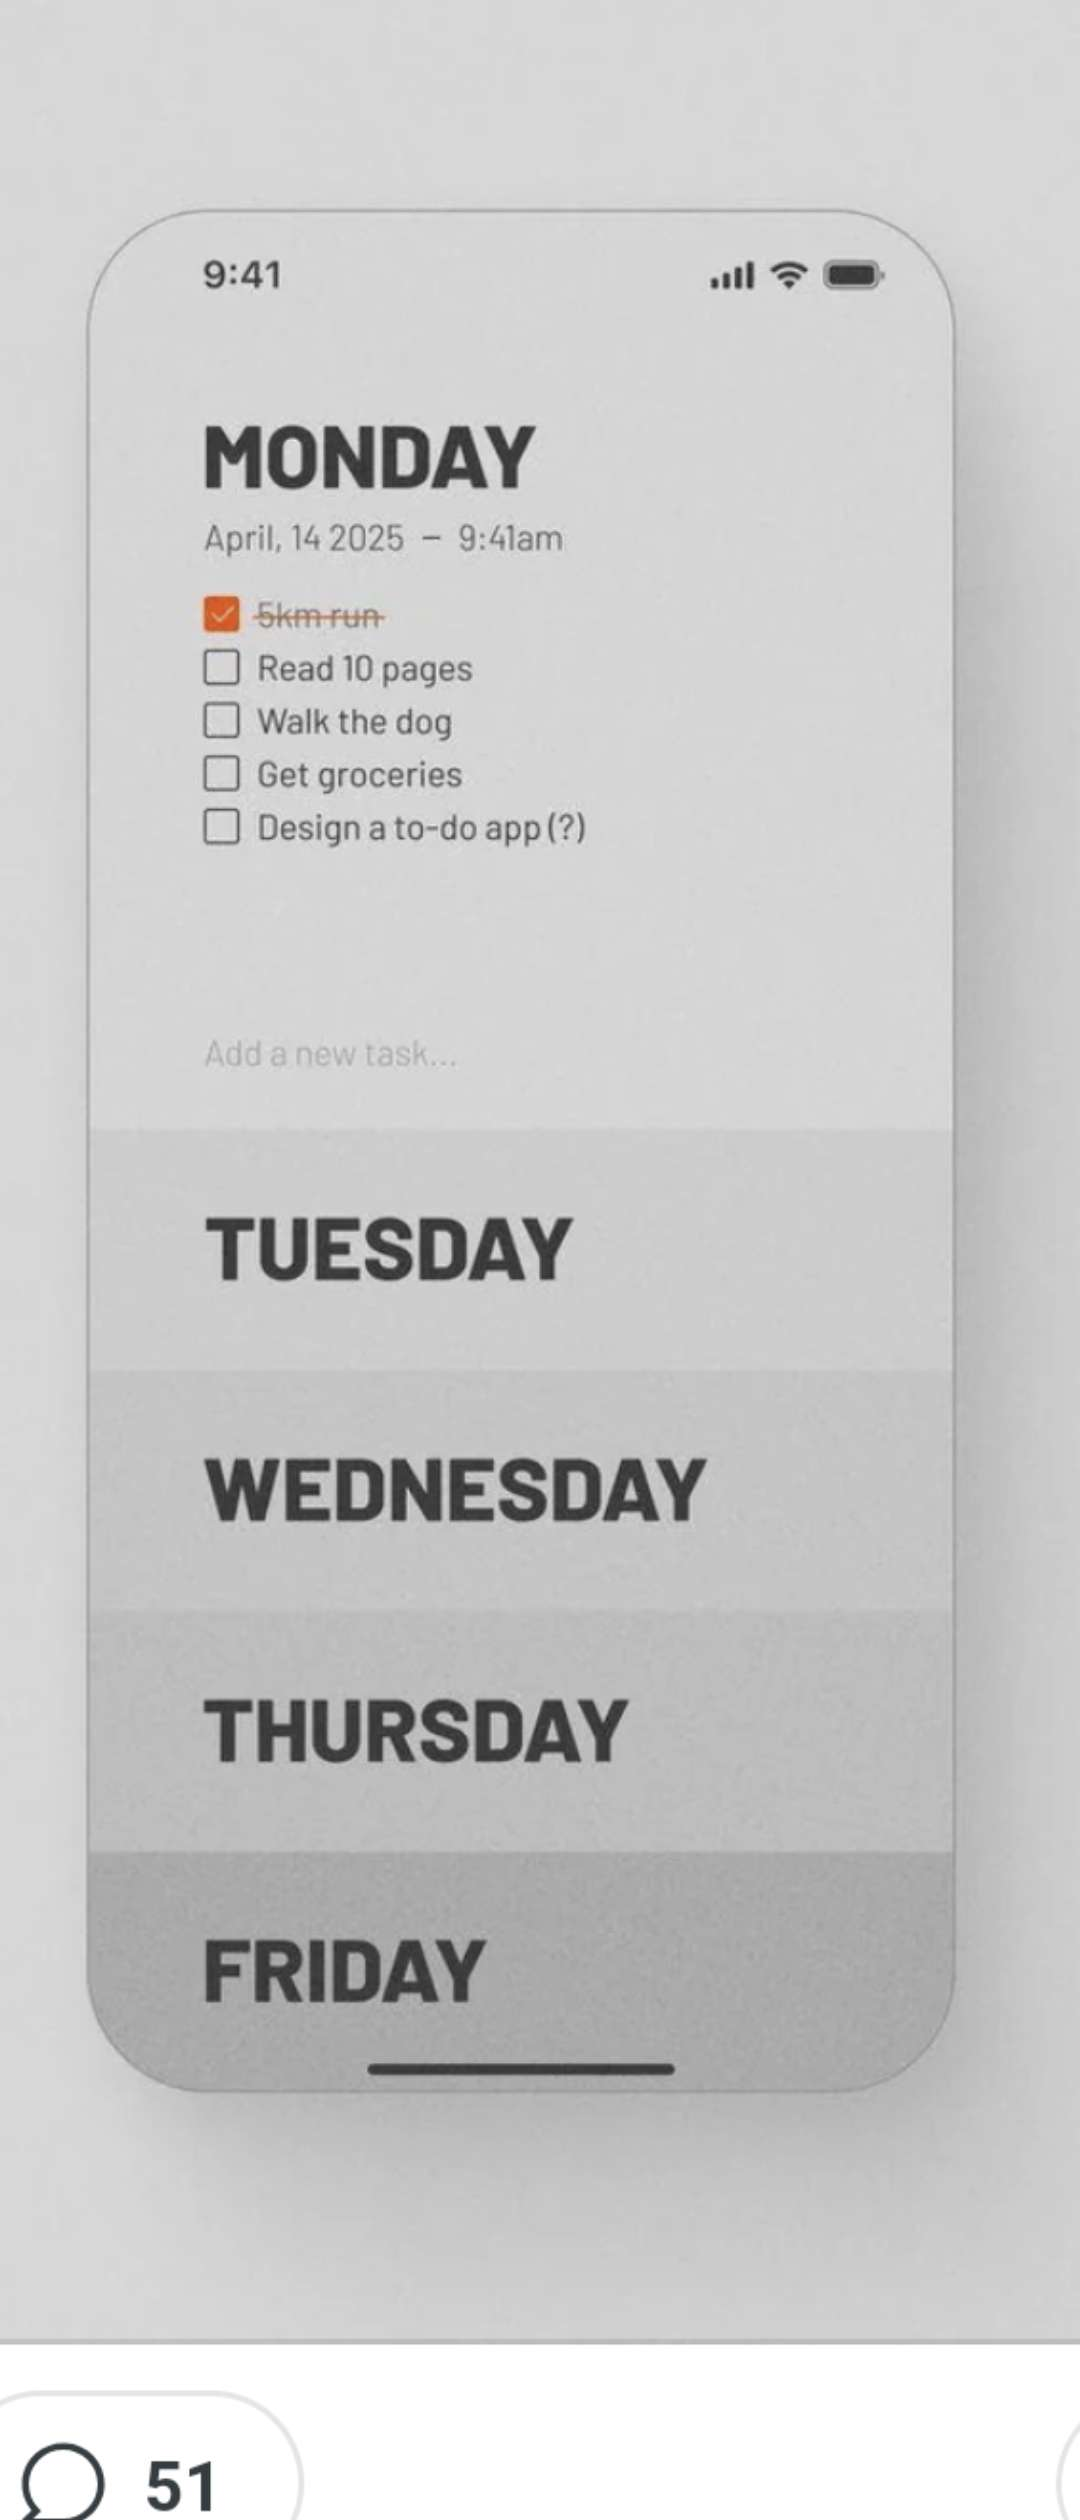 9:41
MONDAY
April, 14 2025 – 9:41am
5km run
Read 10 pages
Walk the dog
Get groceries
Design a to-do app (?)
Add a new task...
TUESDAY
WEDNESDAY
THURSDAY
FRIDAY
51